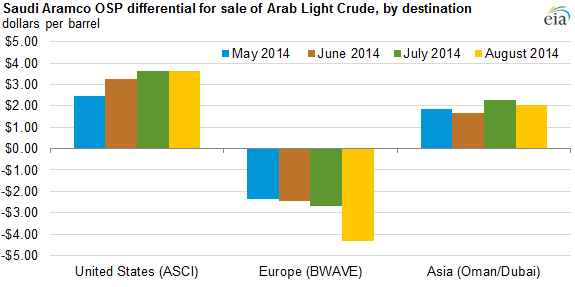 Saudi Aramco OSP differential for sale of Arab Light Crude, by destination
dollars per barrel
eia
May 2014 June 2014 July 2014 August 2014
$5.00
$4.00
$3.00
$2.00
$1.00
$0.00
-$1.00
-$2.00
-$3.00
-$4.00
-$5.00
United States (ASCI) Europe (BWAVE) Asia (Oman/Dubai)